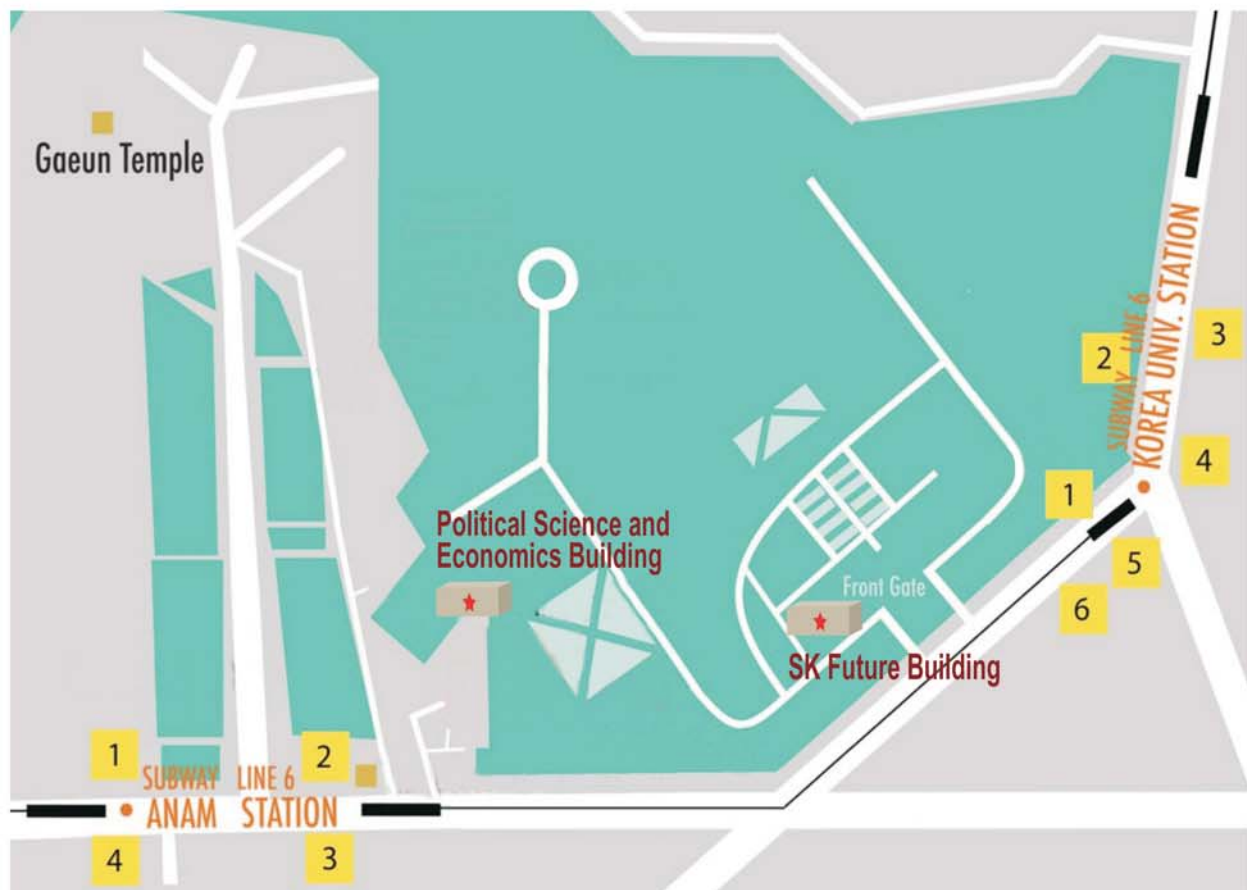 Gaeun Temple
SUBWAY LINE 6
KOREA UNIV. STATION
2
3
4
1
5
6
Political Science and
Economics Building
Front Gate
SK Future Building
1
2
SUBWAY LINE 6
ANAM STATION
4
3